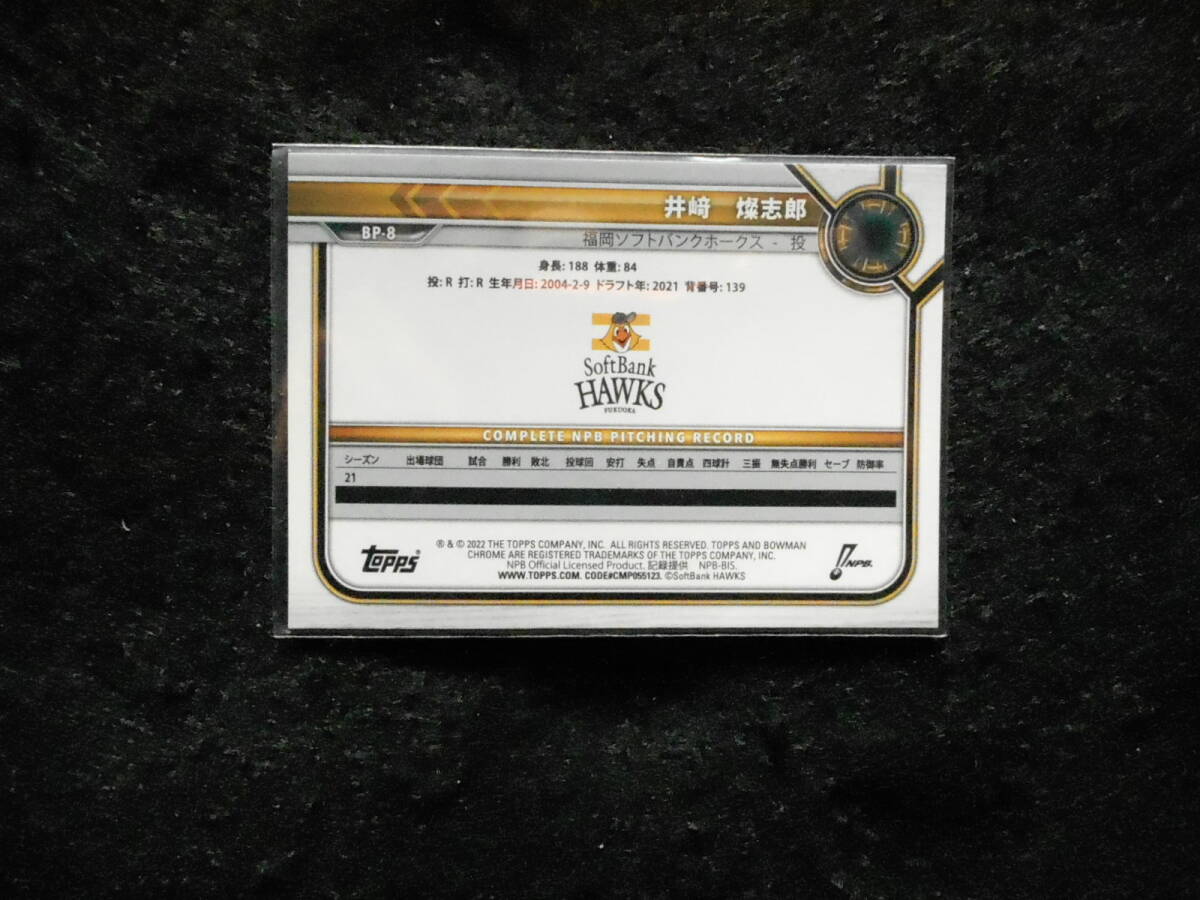 井﨑 燦志郎
BP-8
福岡ソフトバンクホークス - 投
身長: 188 体重: 84
投: R 打: R 生年月日: 2004-2-9 ドラフト年: 2021 背番号: 139
SoftBank
HAWKS
FUKUOKA
COMPLETE NPB PITCHING RECORD
シーズン 出場球団 試合 勝利 敗北 投球回 安打 失点 自責点 四球計 三振 無失点勝利 セーブ 防御率
21
topps®
® & © 2022 THE TOPPS COMPANY, INC. ALL RIGHTS RESERVED. TOPPS AND BOWMAN
CHROME ARE REGISTERED TRADEMARKS OF THE TOPPS COMPANY, INC.
NPB Official Licensed Product. 記録提供 NPB-BIS.
WWW.TOPPS.COM. CODE#CMP055123. ©SoftBank HAWKS
NPB.